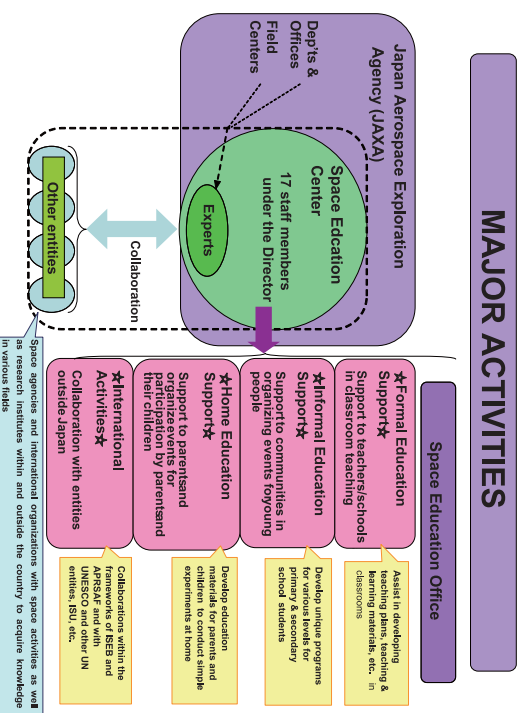 MAJOR ACTIVITIES
Japan Aerospace Exploration
Agency (JAXA)
Dep'ts &
Offices
Field
Centers
Space Edcation
Center
17 staff members
under the Director
Experts
Collaboration
Other entities
Space Education Office
☆Formal Education
Support☆
Support to teachers/schools
in classroom teaching
Assist in developing
teaching plans, teaching &
learning materials, etc. in
classrooms
☆Informal Education
Support☆
Support to communities in
organizing events foryoung
people
Develop unique programs
for various levels for
primary & secondary
school students
☆Home Education
Support☆
Support to parentsand
organize events for
participation by parentsand
their children
Develop education
materials for parents and
children to conduct simple
experiments at home
☆International
Activities☆
Collaboration with entities
outside Japan
Collaborations within the
frameworks of ISEB and
APRSAF and with
UNESCO and other UN
entities, ISU, etc.
Space agencies and international organizations with space activities as well
as research institutes within and outside the country to acquire knowledge
in various fields